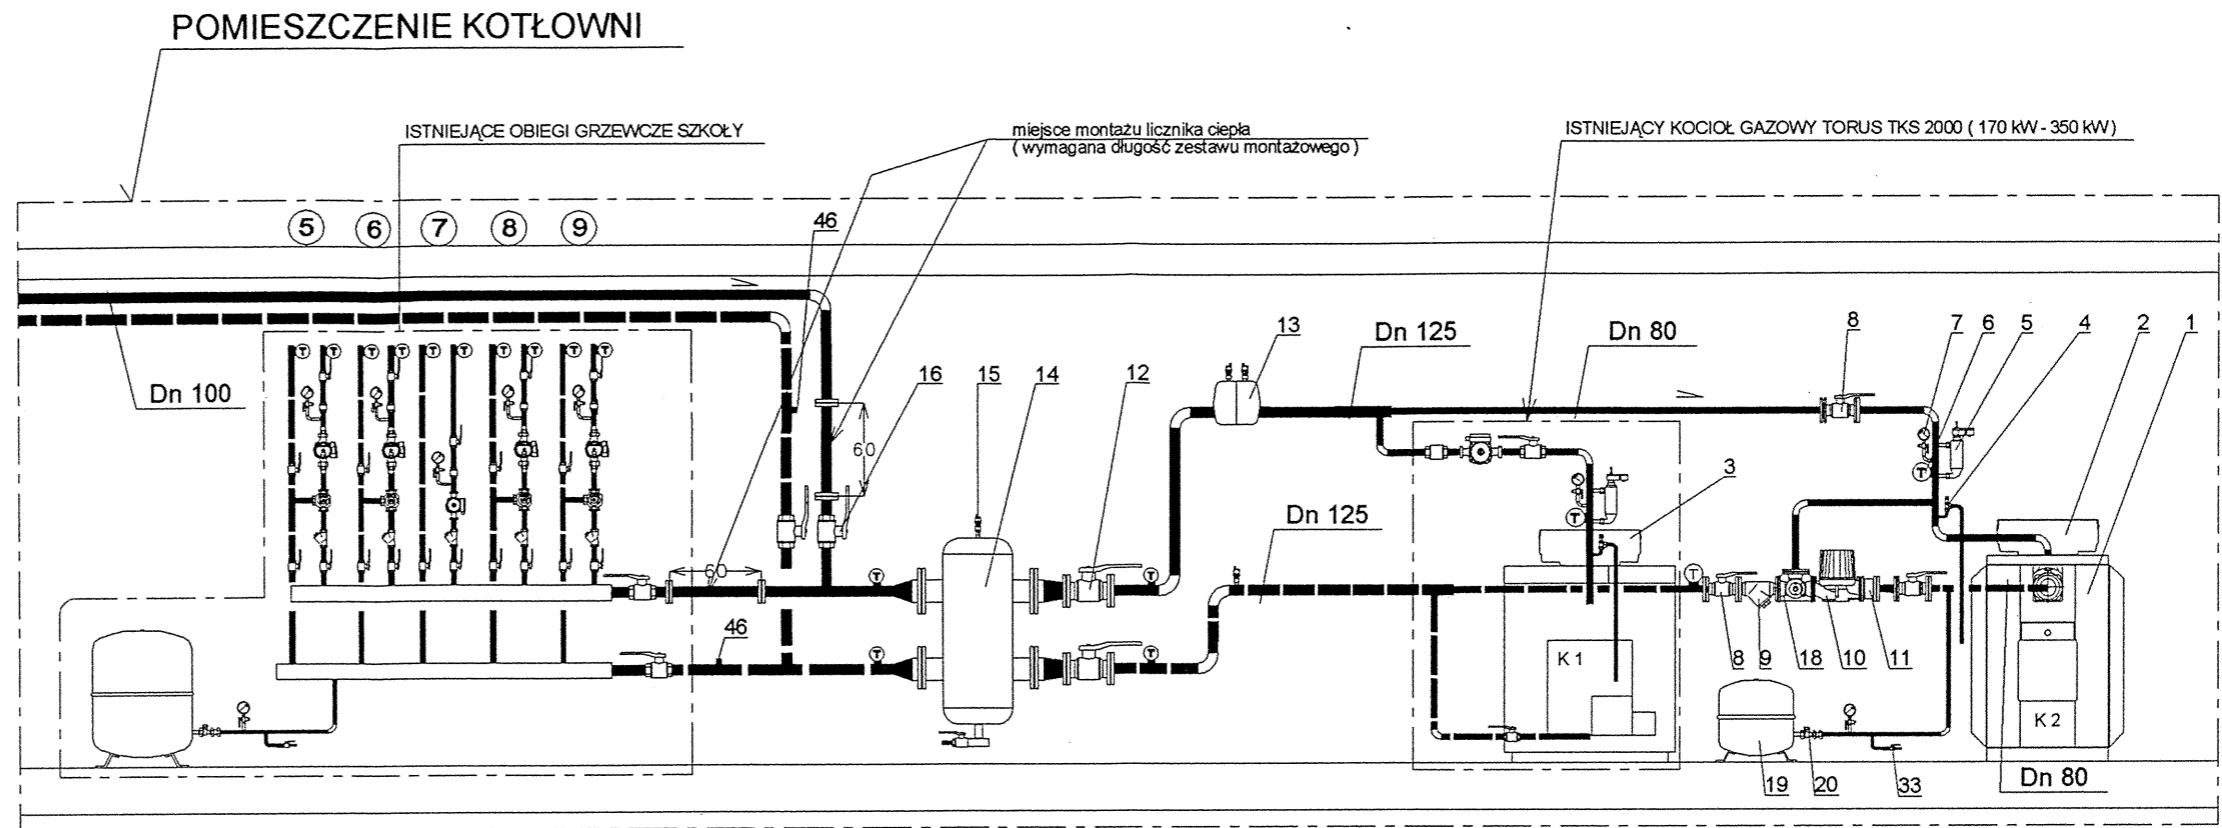 POMIESZCZENIE KOTŁOWNI
ISTNIEJĄCE OBIEGI GRZEWCZE SZKOŁY
miejsce montażu licznika ciepła
( wymagana długość zestawu montażowego )
ISTNIEJĄCY KOCIOŁ GAZOWY TORUS TKS 2000 ( 170 kW - 350 kW )
5 6 7 8 9
46
13
Dn 125
Dn 80
8
7 6 5 4 2 1
Dn 100
16 15 14 12
60
3
Dn 125
60
46
T T T T T T T T T T
T T T T
T T T
K 1
8 9 18 10 11
K 2
19 20 33
Dn 80